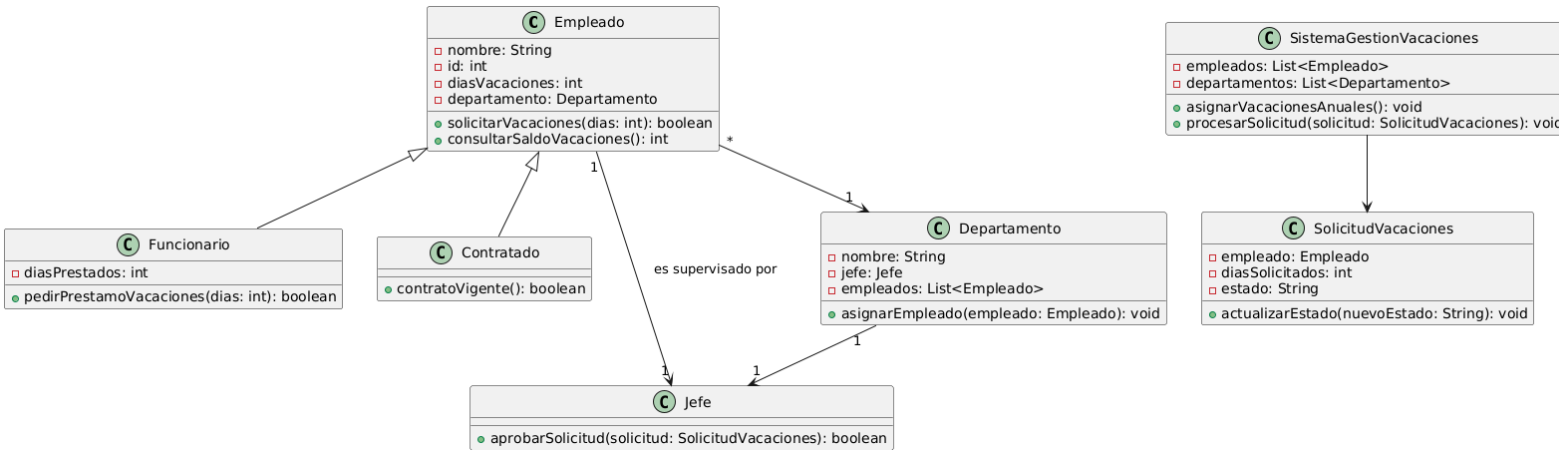 C Empleado
nombre: String
id: int
diasVacaciones: int
departamento: Departamento
solicitarVacaciones(dias: int): boolean
consultarSaldoVacaciones(): int
C SistemaGestionVacaciones
empleados: List<Empleado>
departamentos: List<Departamento>
asignarVacacionesAnuales(): void
procesarSolicitud(solicitud: SolicitudVacaciones): void
1
*
1
C Funcionario
diasPrestados: int
pedirPrestamoVacaciones(dias: int): boolean
C Contratado
contratoVigente(): boolean
es supervisado por
C Departamento
nombre: String
jefe: Jefe
empleados: List<Empleado>
asignarEmpleado(empleado: Empleado): void
C SolicitudVacaciones
empleado: Empleado
diasSolicitados: int
estado: String
actualizarEstado(nuevoEstado: String): void
1
1
1
C Jefe
aprobarSolicitud(solicitud: SolicitudVacaciones): boolean